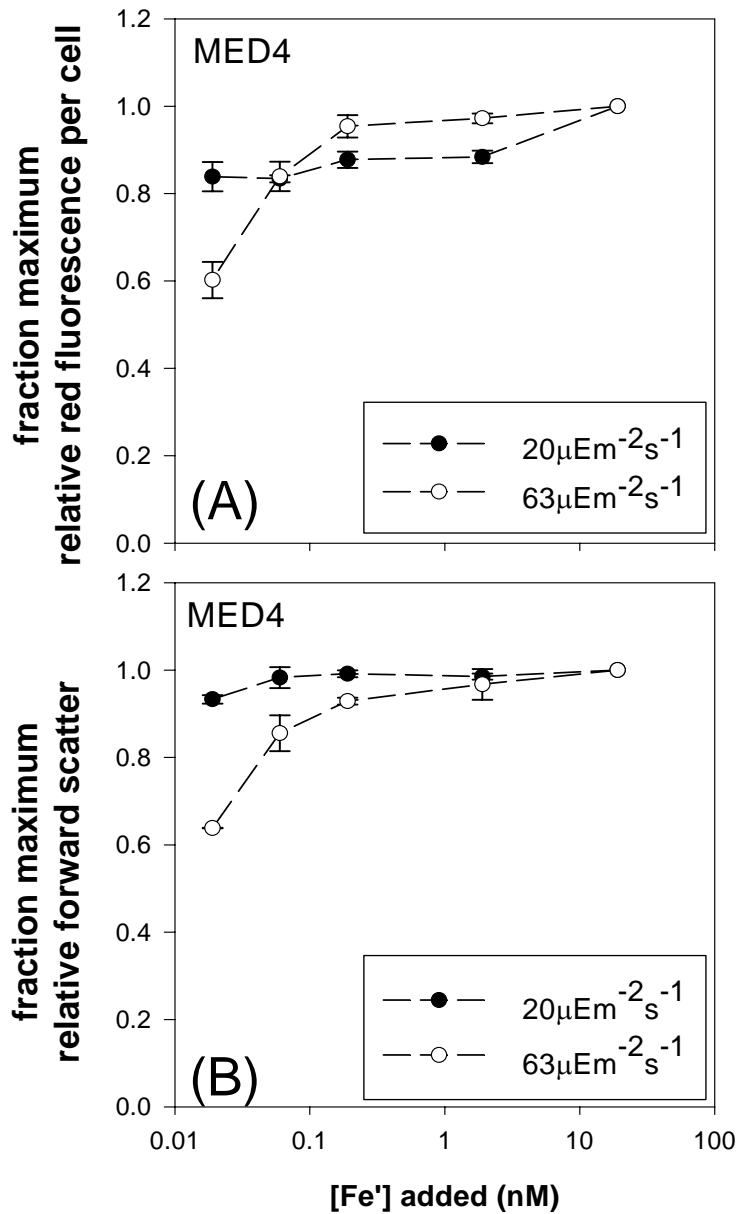 MED4
fraction maximum
relative red fluorescence per cell
1.2
1.0
0.8
0.6
0.4
0.2
0.0
20μEm-2s-1
63μEm-2s-1
(A)
MED4
fraction maximum
relative forward scatter
1.2
1.0
0.8
0.6
0.4
0.2
0.0
20μEm-2s-1
63μEm-2s-1
(B)
0.01 0.1 1 10 100
[Fe'] added (nM)